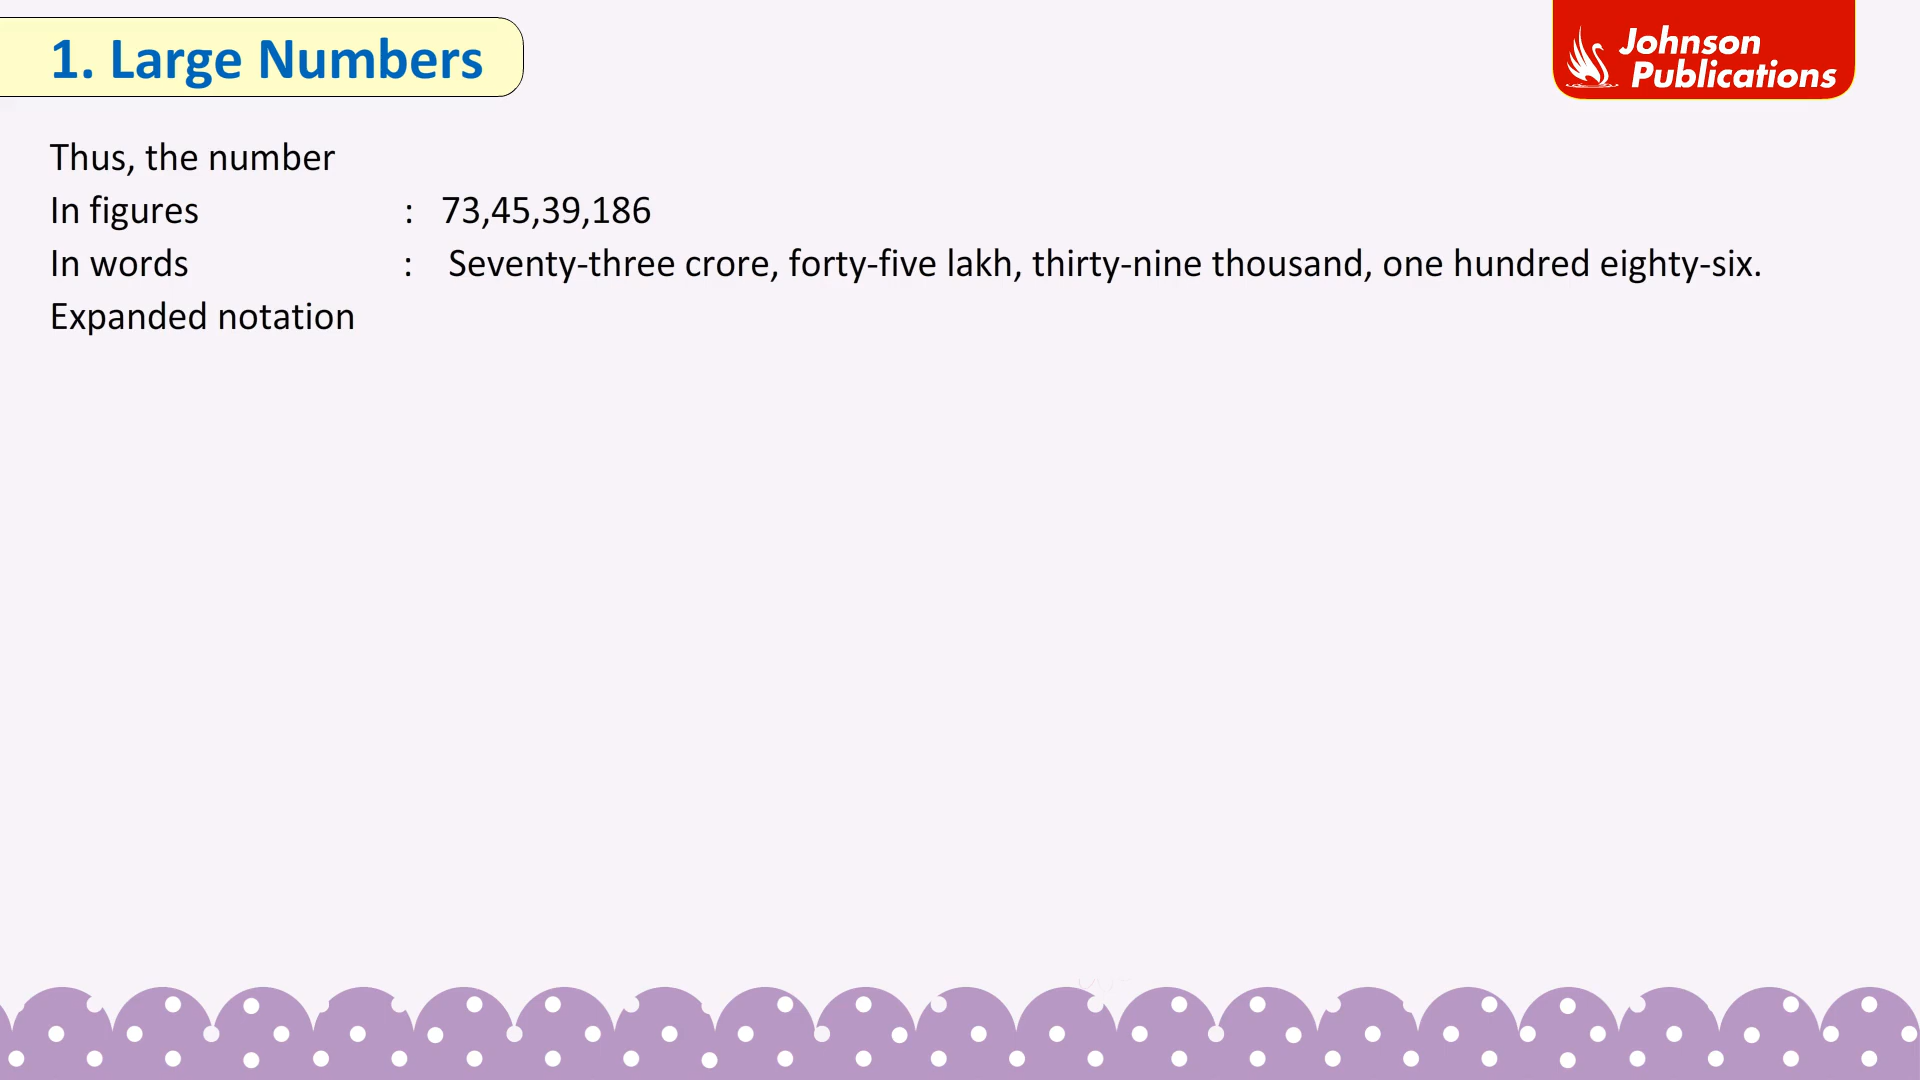 1. Large Numbers
Johnson
Publications
Thus, the number
In figures : 73,45,39,186
In words : Seventy-three crore, forty-five lakh, thirty-nine thousand, one hundred eighty-six.
Expanded notation